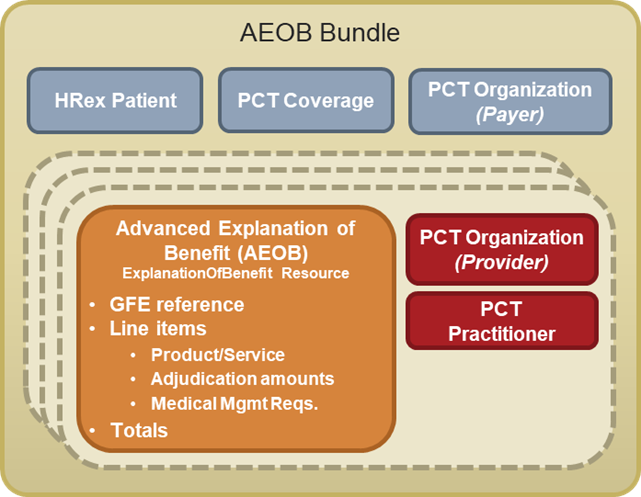 AEOB Bundle
HRex Patient
PCT Coverage
PCT Organization
(Payer)
Advanced Explanation of
Benefit (AEOB)
ExplanationOfBenefit Resource
• GFE reference
• Line items
• Product/Service
• Adjudication amounts
• Medical Mgmt Reqs.
• Totals
PCT Organization
(Provider)
PCT
Practitioner